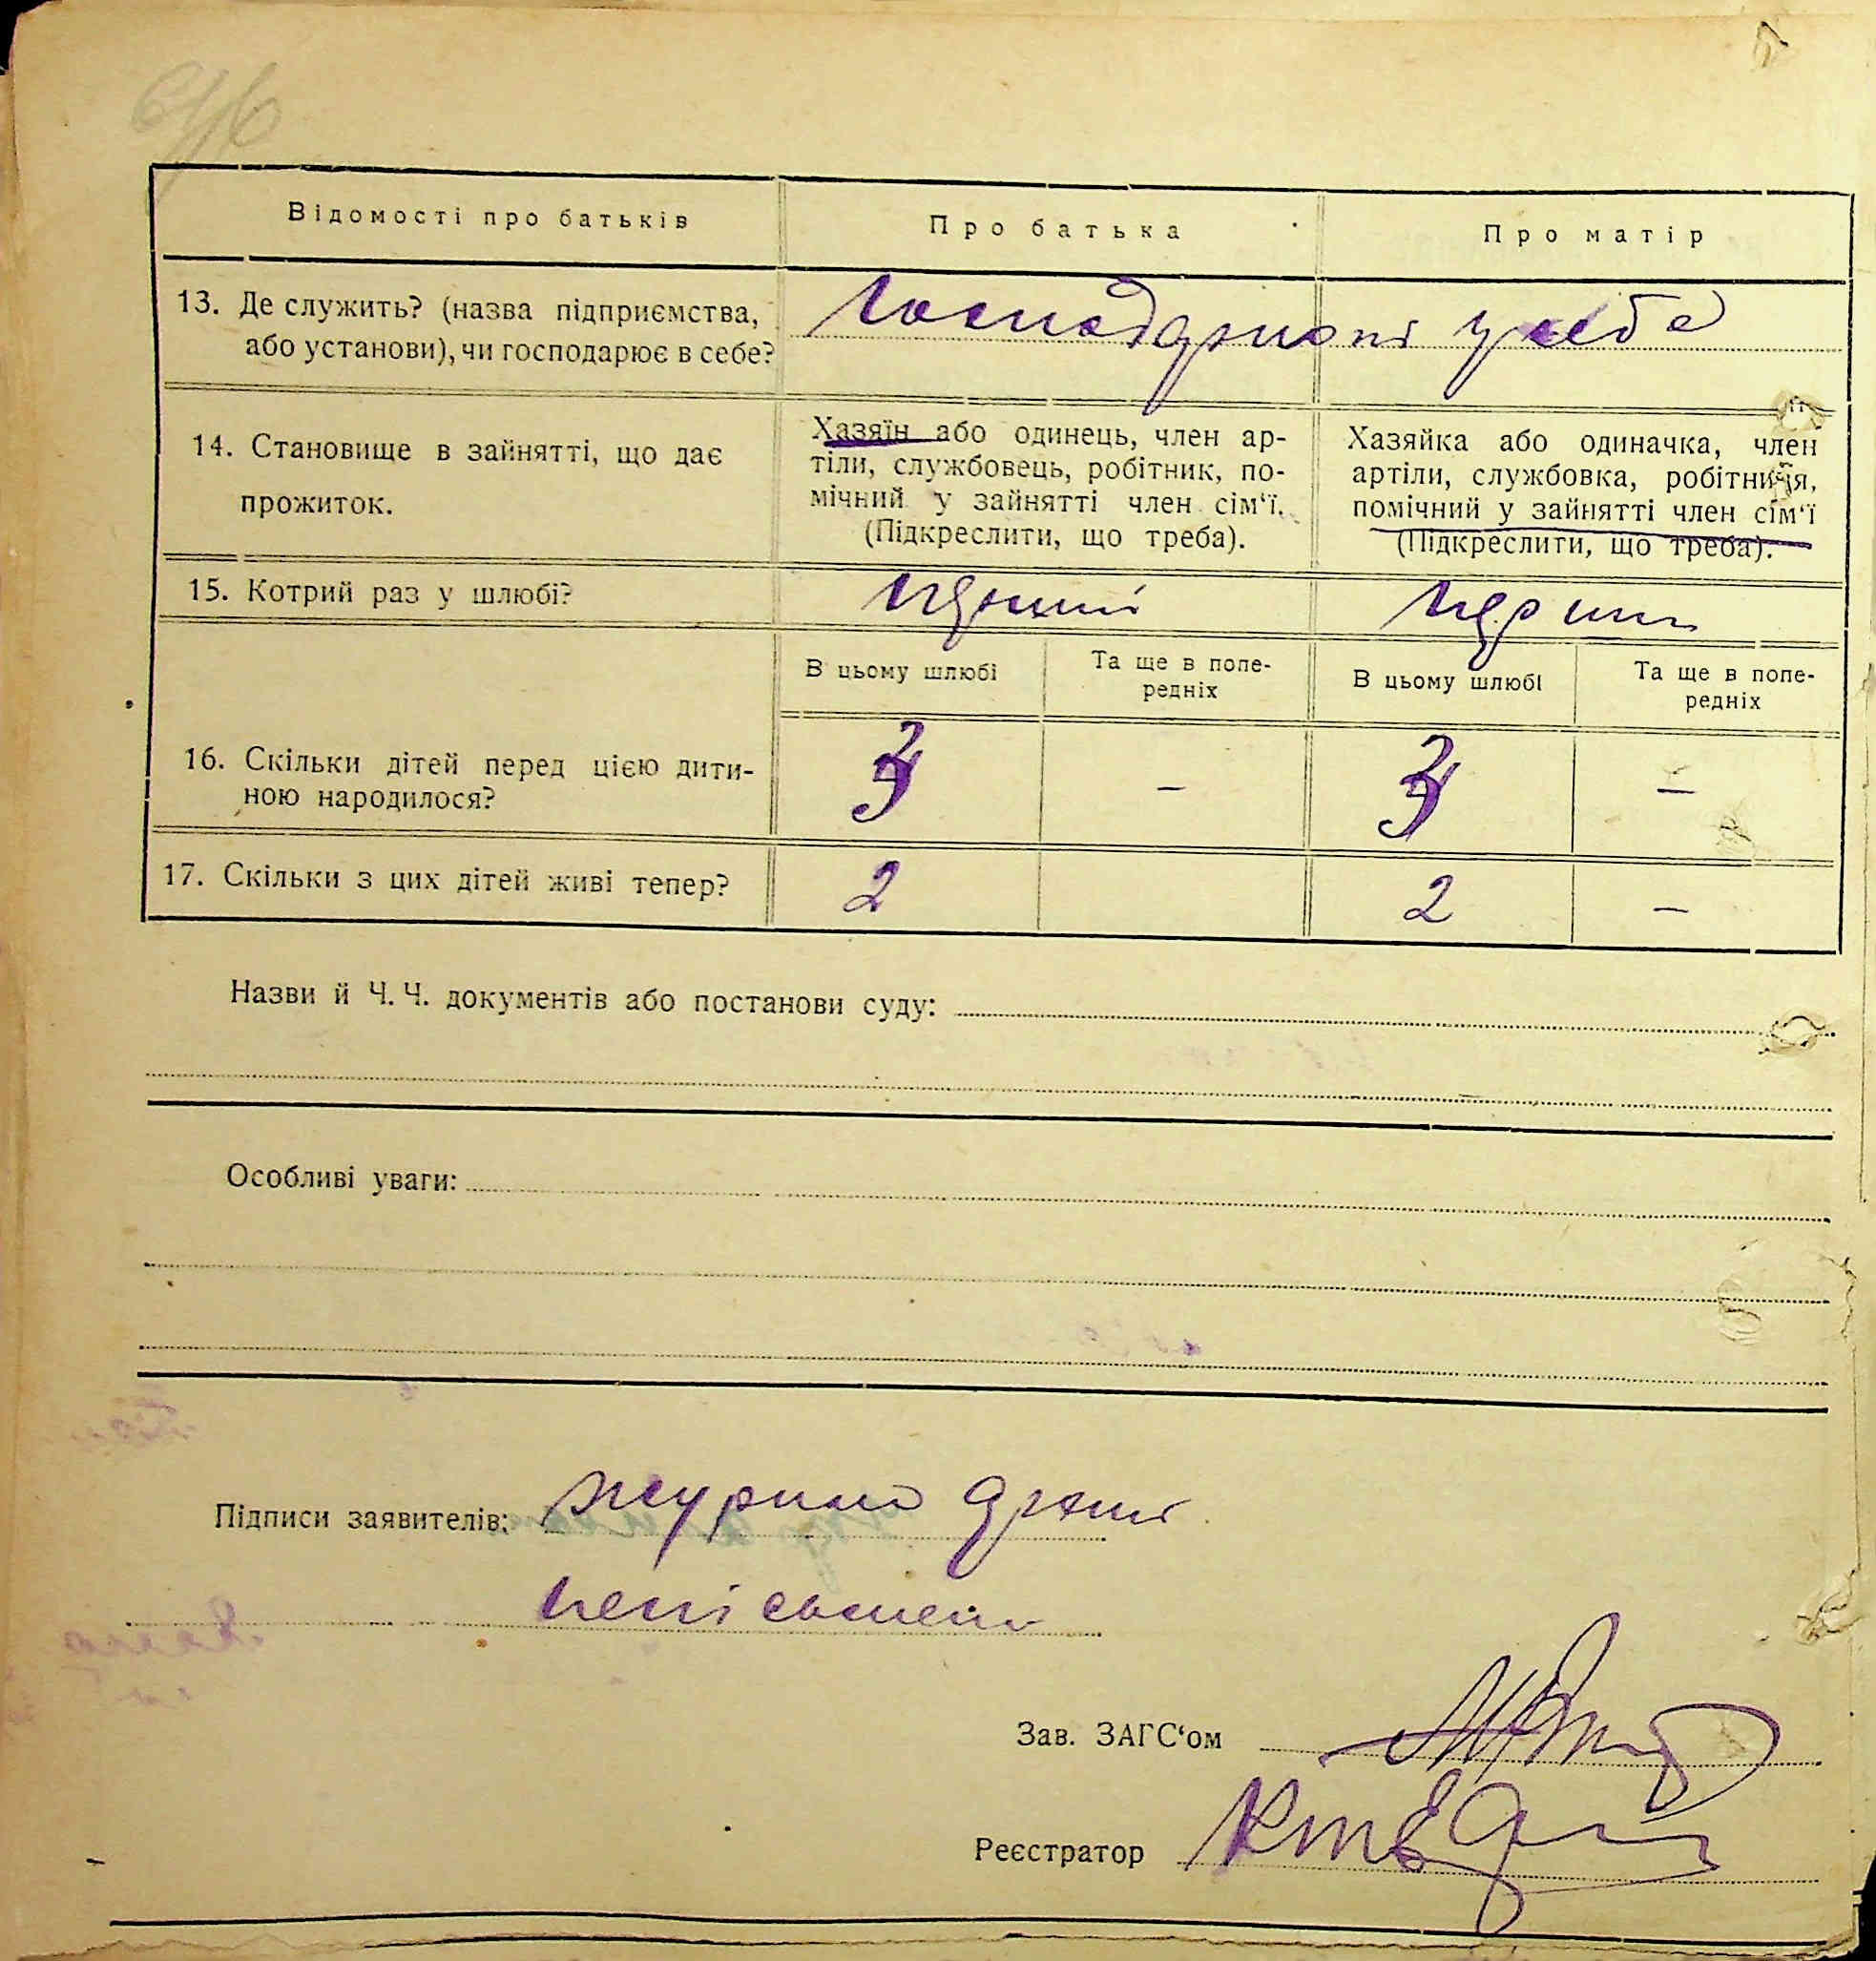 Відомості про батьків
Про батька
Про матір
13. Де служить? (назва підприємства,
або установи), чи господарює в себе?
у себе
14. Становище в зайнятті, що дає
прожиток.
Хазяїн або одинець, член ар-
тіли, службовець, робітник, по-
мічний у зайнятті член сім‘ї.
(Підкреслити, що треба).
Хазяйка або одиначка, член
артіли, службовка, робітниця,
помічний у зайнятті член сім‘ї
(Підкреслити, що треба).
15. Котрий раз у шлюбі?
перший
перший
В цьому шлюбі
Та ще в попе-
редніх
В цьому шлюбі
Та ще в попе-
редніх
16. Скільки дітей перед цією дити-
ною народилося?
3
—
3
—
17. Скільки з цих дітей живі тепер?
2
2
—
Назви й Ч. Ч. документів або постанови суду:
Особливі уваги:
Підписи заявителів:
неписьмени
Зав. ЗАГС‘ом
Реєстратор